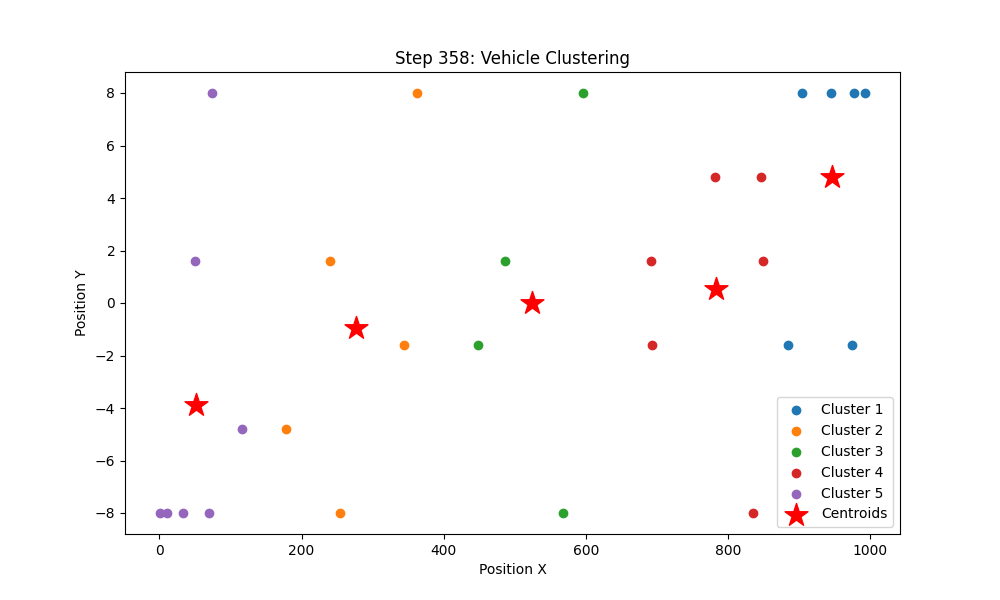 Step 358: Vehicle Clustering
Position Y
8
6
4
2
0
−2
−4
−6
−8
0
200
400
600
800
1000
Position X
Cluster 1
Cluster 2
Cluster 3
Cluster 4
Cluster 5
Centroids